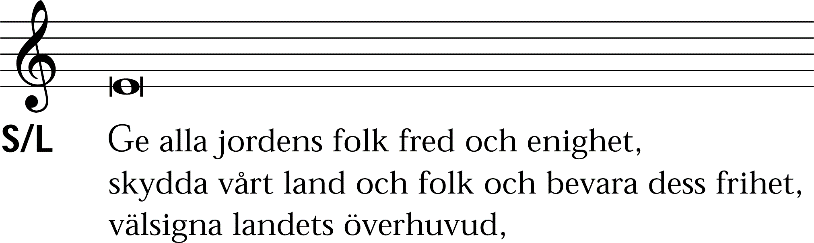 S/L Ge alla jordens folk fred och enighet,
skydda vårt land och folk och bevara dess frihet,
välsigna landets överhuvud,